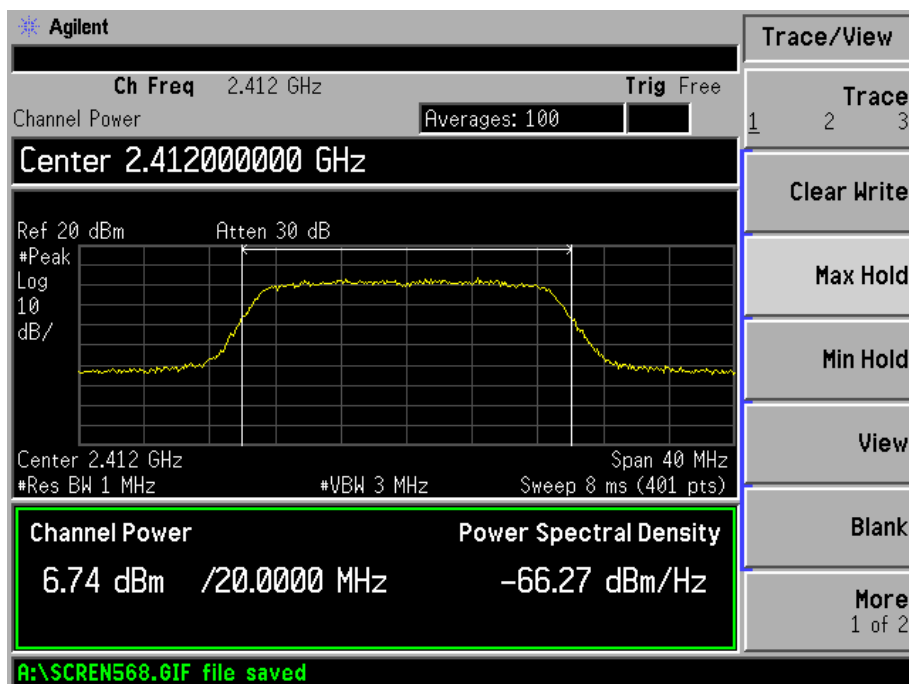 Agilent
Trace/View
Ch Freq 2.412 GHz Trig Free
Channel Power Averages: 100
Trace
1 2 3
Center 2.412000000 GHz
Clear Write
Ref 20 dBm Atten 30 dB
#Peak
Log
10
dB/
Max Hold
Min Hold
View
Center 2.412 GHz Span 40 MHz
#Res BW 1 MHz #VBW 3 MHz Sweep 8 ms (401 pts)
Channel Power Power Spectral Density
6.74 dBm /20.0000 MHz -66.27 dBm/Hz
Blank
More
1 of 2
A:\SCREN568.GIF file saved